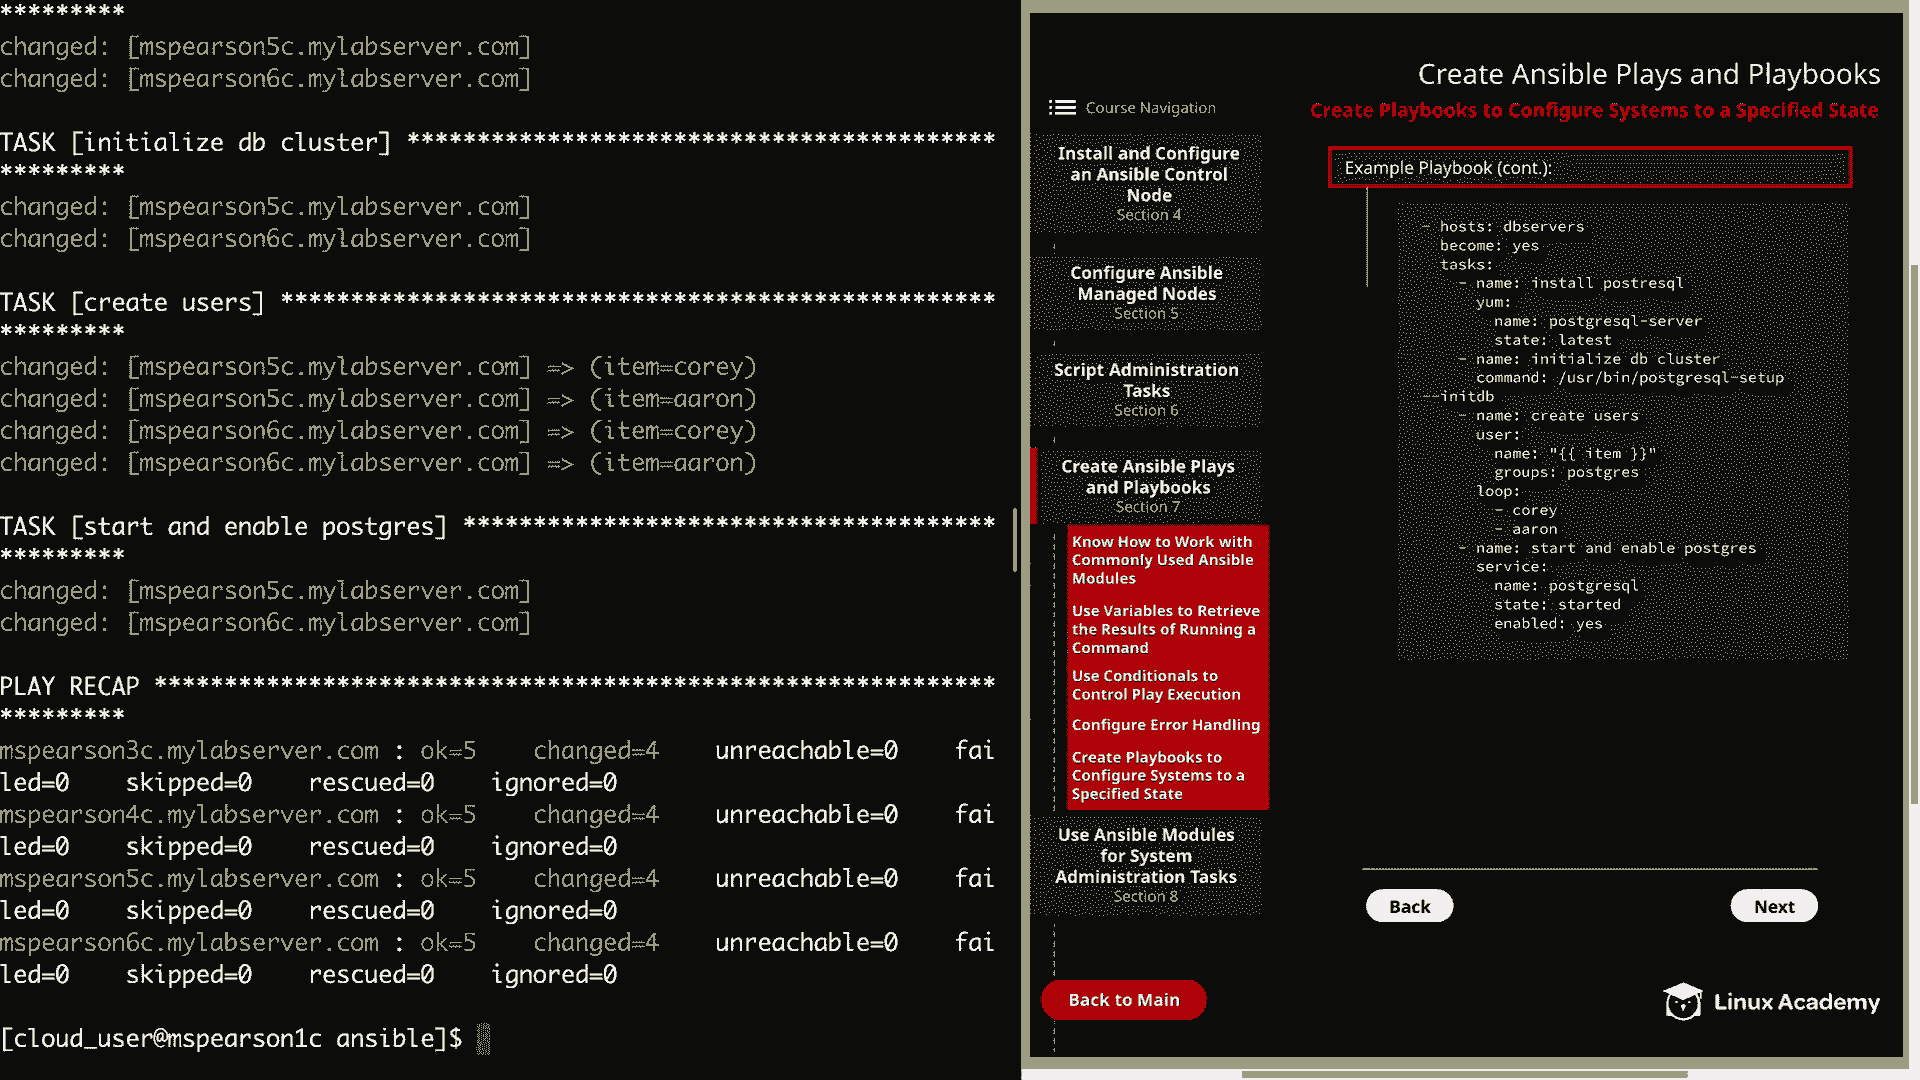 *********
changed: [mspearson5c.mylabserver.com]
changed: [mspearson6c.mylabserver.com]
TASK [initialize db cluster] ******************************************
*********
changed: [mspearson5c.mylabserver.com]
changed: [mspearson6c.mylabserver.com]
TASK [create users] ***************************************************
*********
changed: [mspearson5c.mylabserver.com] => (item=corey)
changed: [mspearson5c.mylabserver.com] => (item=aaron)
changed: [mspearson6c.mylabserver.com] => (item=corey)
changed: [mspearson6c.mylabserver.com] => (item=aaron)
TASK [start and enable postgres] **************************************
*********
changed: [mspearson5c.mylabserver.com]
changed: [mspearson6c.mylabserver.com]
PLAY RECAP ************************************************************
*********
mspearson3c.mylabserver.com : ok=5    changed=4    unreachable=0    fai
led=0    skipped=0    rescued=0    ignored=0
mspearson4c.mylabserver.com : ok=5    changed=4    unreachable=0    fai
led=0    skipped=0    rescued=0    ignored=0
mspearson5c.mylabserver.com : ok=5    changed=4    unreachable=0    fai
led=0    skipped=0    rescued=0    ignored=0
mspearson6c.mylabserver.com : ok=5    changed=4    unreachable=0    fai
led=0    skipped=0    rescued=0    ignored=0
[cloud_user@mspearson1c ansible]$
Create Ansible Plays and Playbooks
Create Playbooks to Configure Systems to a Specified State
Course Navigation
Install and Configure
an Ansible Control
Node
Section 4
Configure Ansible
Managed Nodes
Section 5
Script Administration
Tasks
Section 6
Create Ansible Plays
and Playbooks
Section 7
Know How to Work with
Commonly Used Ansible
Modules
Use Variables to Retrieve
the Results of Running a
Command
Use Conditionals to
Control Play Execution
Configure Error Handling
Create Playbooks to
Configure Systems to a
Specified State
Use Ansible Modules
for System
Administration Tasks
Section 8
Back to Main
Example Playbook (cont.):
- hosts: dbservers
  become: yes
  tasks:
    - name: install postresql
      yum:
        name: postgresql-server
        state: latest
    - name: initialize db cluster
      command: /usr/bin/postgresql-setup
--initdb
    - name: create users
      user:
        name: "{{ item }}"
        groups: postgres
      loop:
        - corey
        - aaron
    - name: start and enable postgres
      service:
        name: postgresql
        state: started
        enabled: yes
Back
Next
Linux Academy